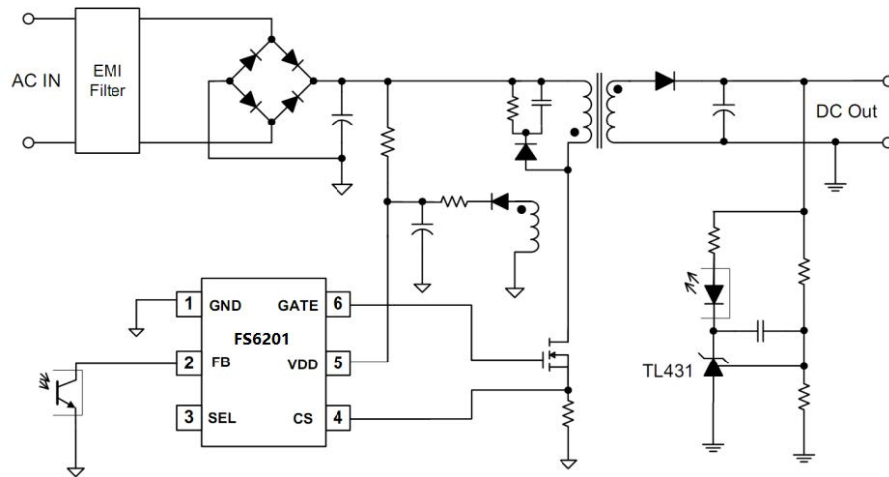 AC IN
EMI
Filter
DC Out
1 GND
GATE 6
FS6201
2 FB
VDD 5
3 SEL
CS 4
TL431